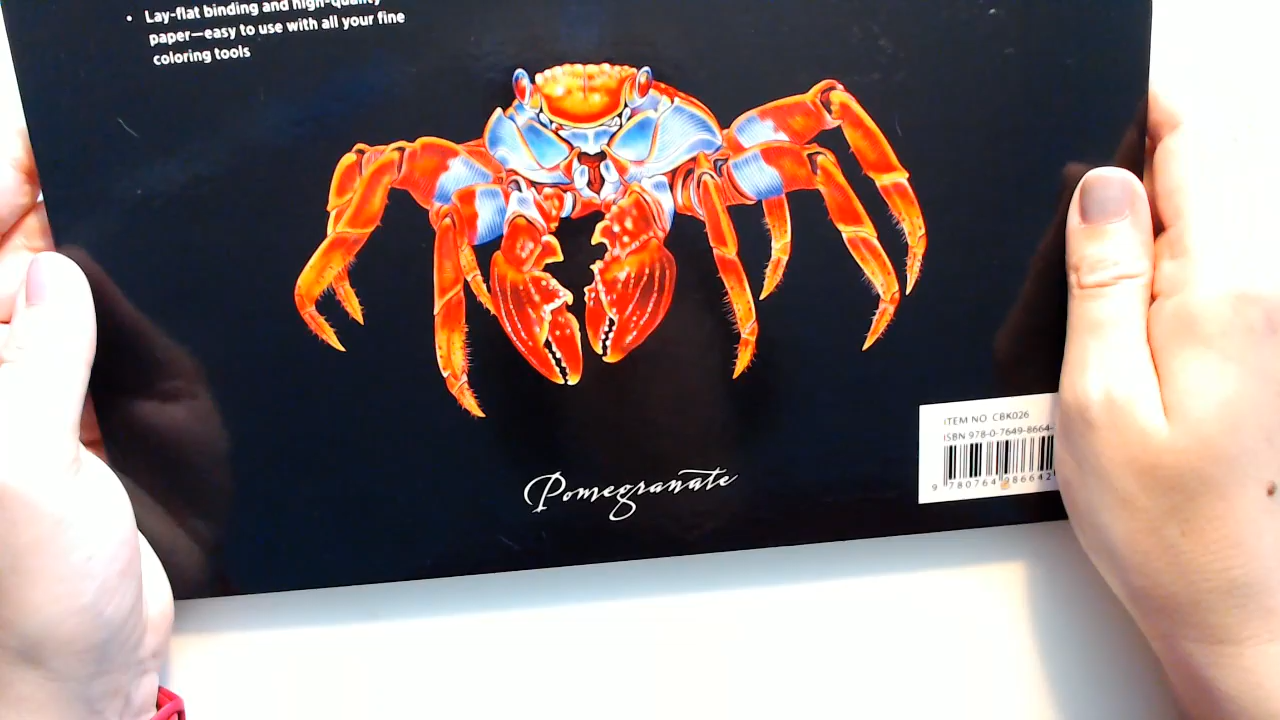 • Lay-flat binding and high-quality
paper—easy to use with all your fine
coloring tools
Pomegranate
ITEM NO CBK026
ISBN 978-0-7649-8664-
9 780764 986642